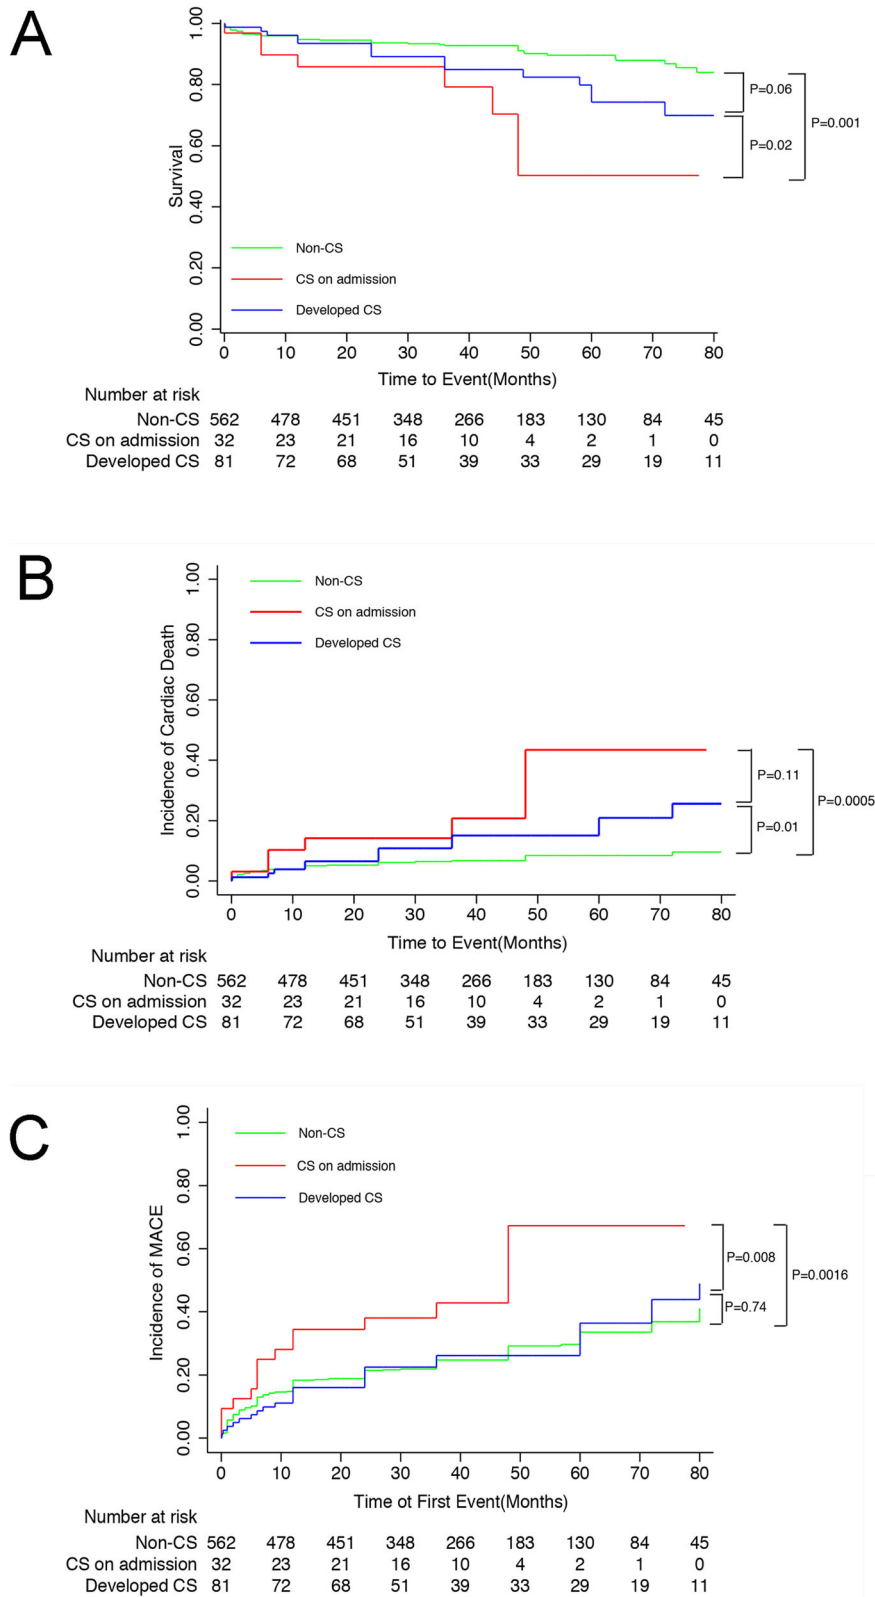 A
Survival
1.00
0.80
0.60
0.40
0.20
0.00
P=0.06
P=0.001
P=0.02
Non-CS
CS on admission
Developed CS
0 10 20 30 40 50 60 70 80
Time to Event(Months)
Number at risk
Non-CS 562 478 451 348 266 183 130 84 45
CS on admission 32 23 21 16 10 4 2 1 0
Developed CS 81 72 68 51 39 33 29 19 11
B
Incidence of Cardiac Death
1.00
0.80
0.60
0.40
0.20
0.00
Non-CS
CS on admission
Developed CS
P=0.11
P=0.0005
P=0.01
0 10 20 30 40 50 60 70 80
Time to Event(Months)
Number at risk
Non-CS 562 478 451 348 266 183 130 84 45
CS on admission 32 23 21 16 10 4 2 1 0
Developed CS 81 72 68 51 39 33 29 19 11
C
Incidence of MACE
1.00
0.80
0.60
0.40
0.20
0.00
Non-CS
CS on admission
Developed CS
P=0.008
P=0.0016
P=0.74
0 10 20 30 40 50 60 70 80
Time ot First Event(Months)
Number at risk
Non-CS 562 478 451 348 266 183 130 84 45
CS on admission 32 23 21 16 10 4 2 1 0
Developed CS 81 72 68 51 39 33 29 19 11